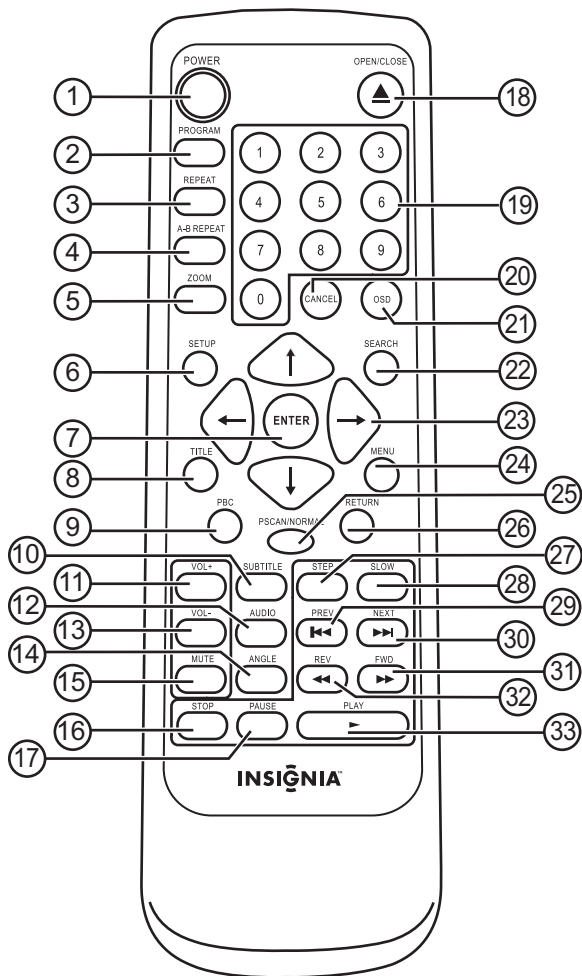 POWER OPEN/CLOSE
1 18
PROGRAM
2 1 2 3
REPEAT
3 4 5 6 19
A-B REPEAT
4 7 8 9
ZOOM 20
5 0 CANCEL OSD
21
SETUP SEARCH
6 22
7 ENTER 23
TITLE MENU
8 24
PBC PSCAN/NORMAL RETURN 25
9 26
10 VOL+ SUBTITLE STEP SLOW 27
11 28
12 VOL- AUDIO PREV NEXT 29
13 30
14 MUTE ANGLE REV FWD 31
15 32
STOP PAUSE PLAY
16 33
17
INSIGNIA™